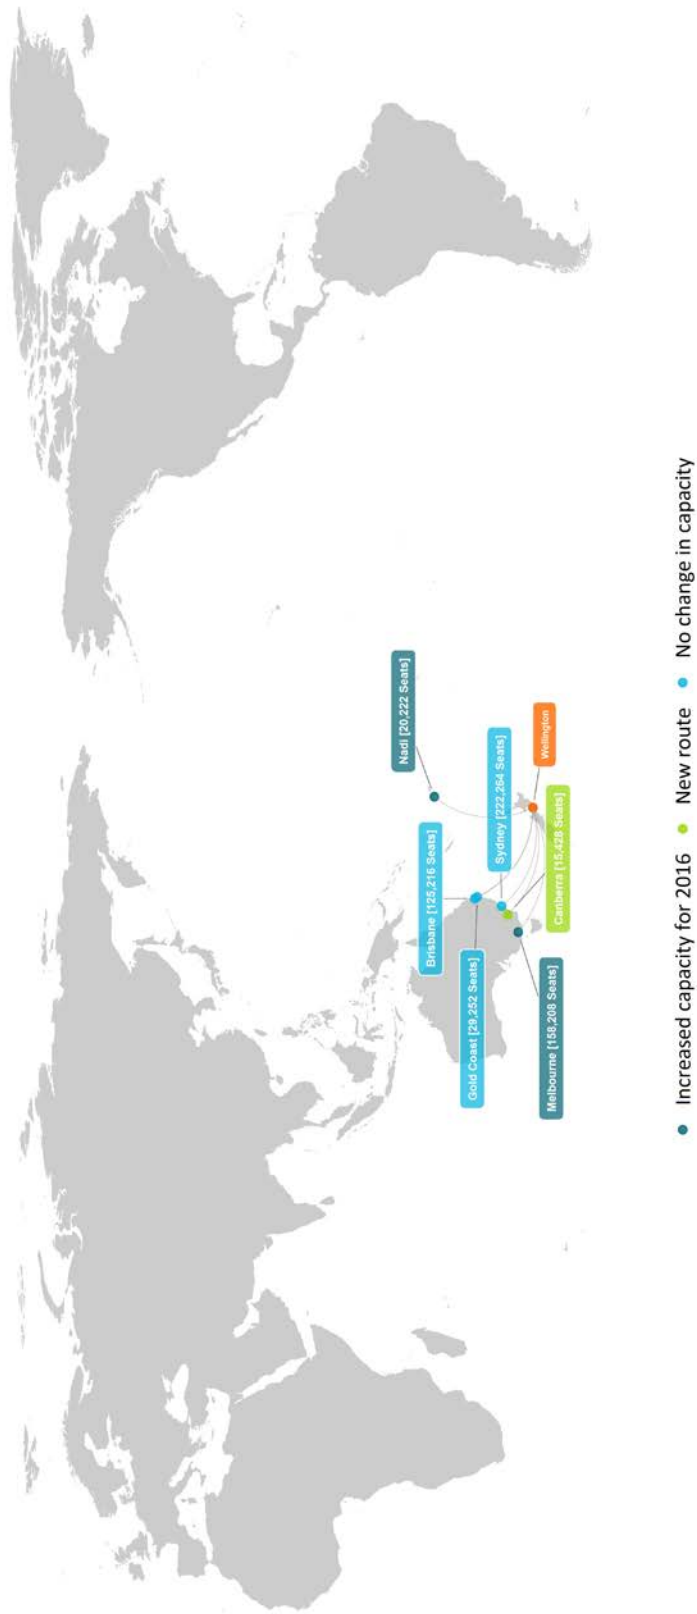 Nadi [20,222 Seats]
Brisbane [125,216 Seats]
Gold Coast [29,252 Seats]
Sydney [222,264 Seats]
Wellington
Melbourne [158,208 Seats]
Canberra [15,428 Seats]
Increased capacity for 2016
New route
No change in capacity